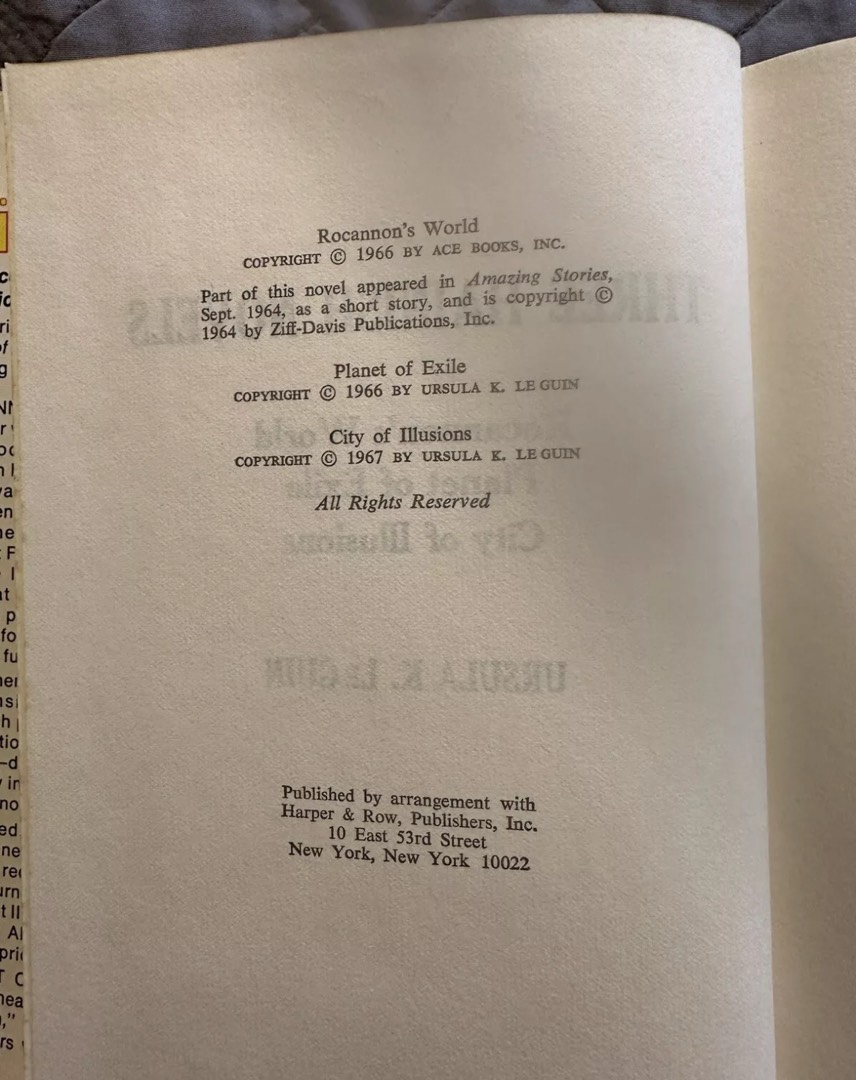 Rocannon's World
COPYRIGHT © 1966 BY ACE BOOKS, INC.
Part of this novel appeared in Amazing Stories,
Sept. 1964, as a short story, and is copyright ©
1964 by Ziff-Davis Publications, Inc.
Planet of Exile
COPYRIGHT © 1966 BY URSULA K. LE GUIN
City of Illusions
COPYRIGHT © 1967 BY URSULA K. LE GUIN
All Rights Reserved
Published by arrangement with
Harper & Row, Publishers, Inc.
10 East 53rd Street
New York, New York 10022